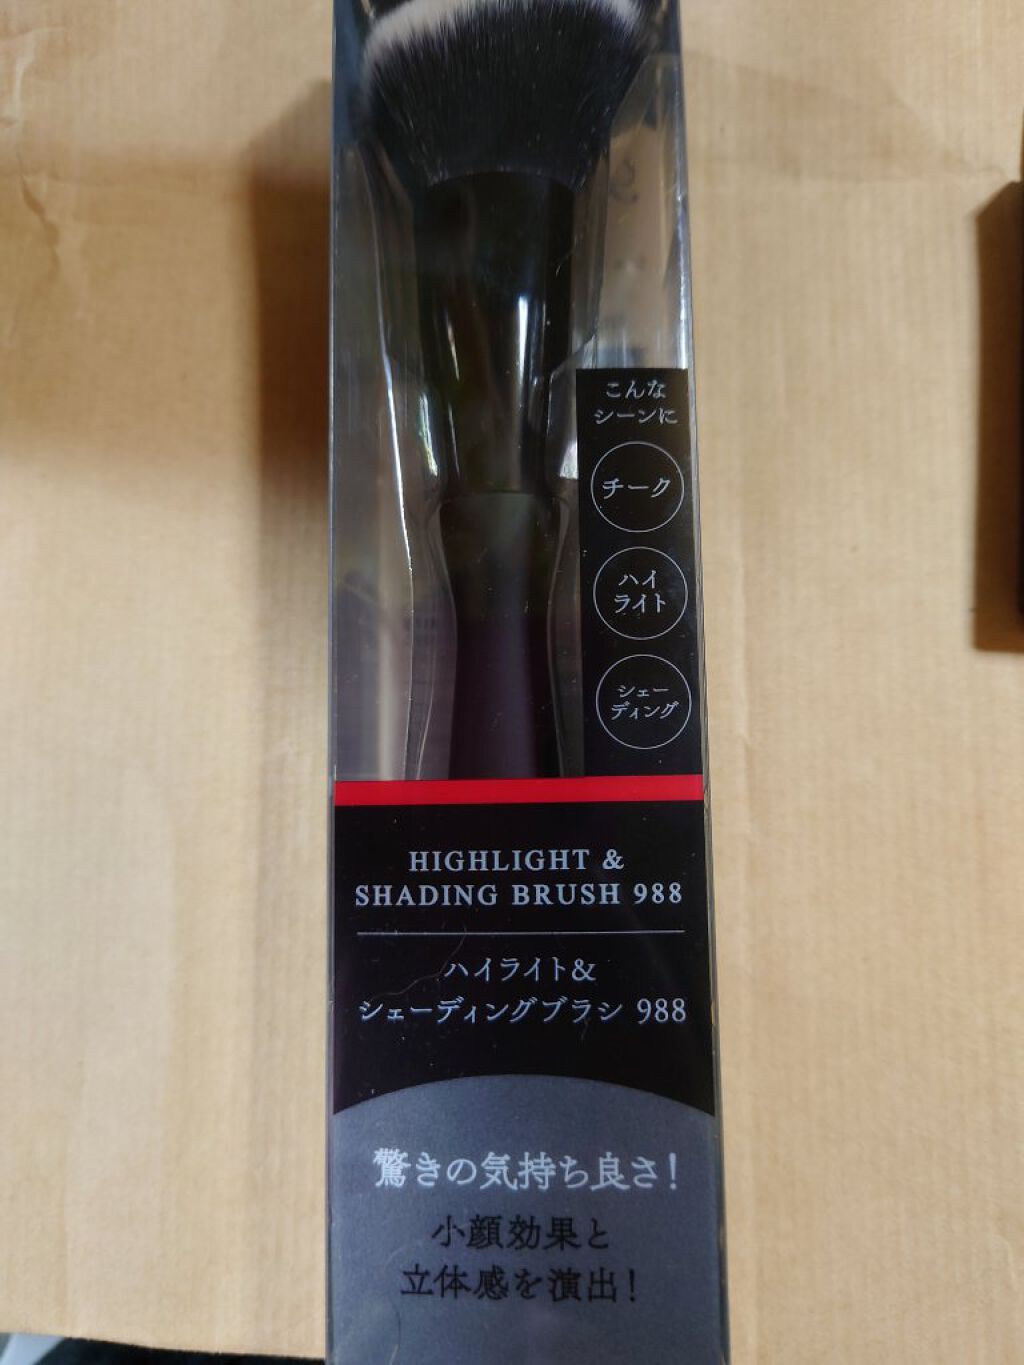 こんな
シーンに
チーク
ハイ
ライト
シェー
ディング
HIGHLIGHT &
SHADING BRUSH 988
ハイライト&
シェーディングブラシ 988
驚きの気持ち良さ!
小顔効果と
立体感を演出!